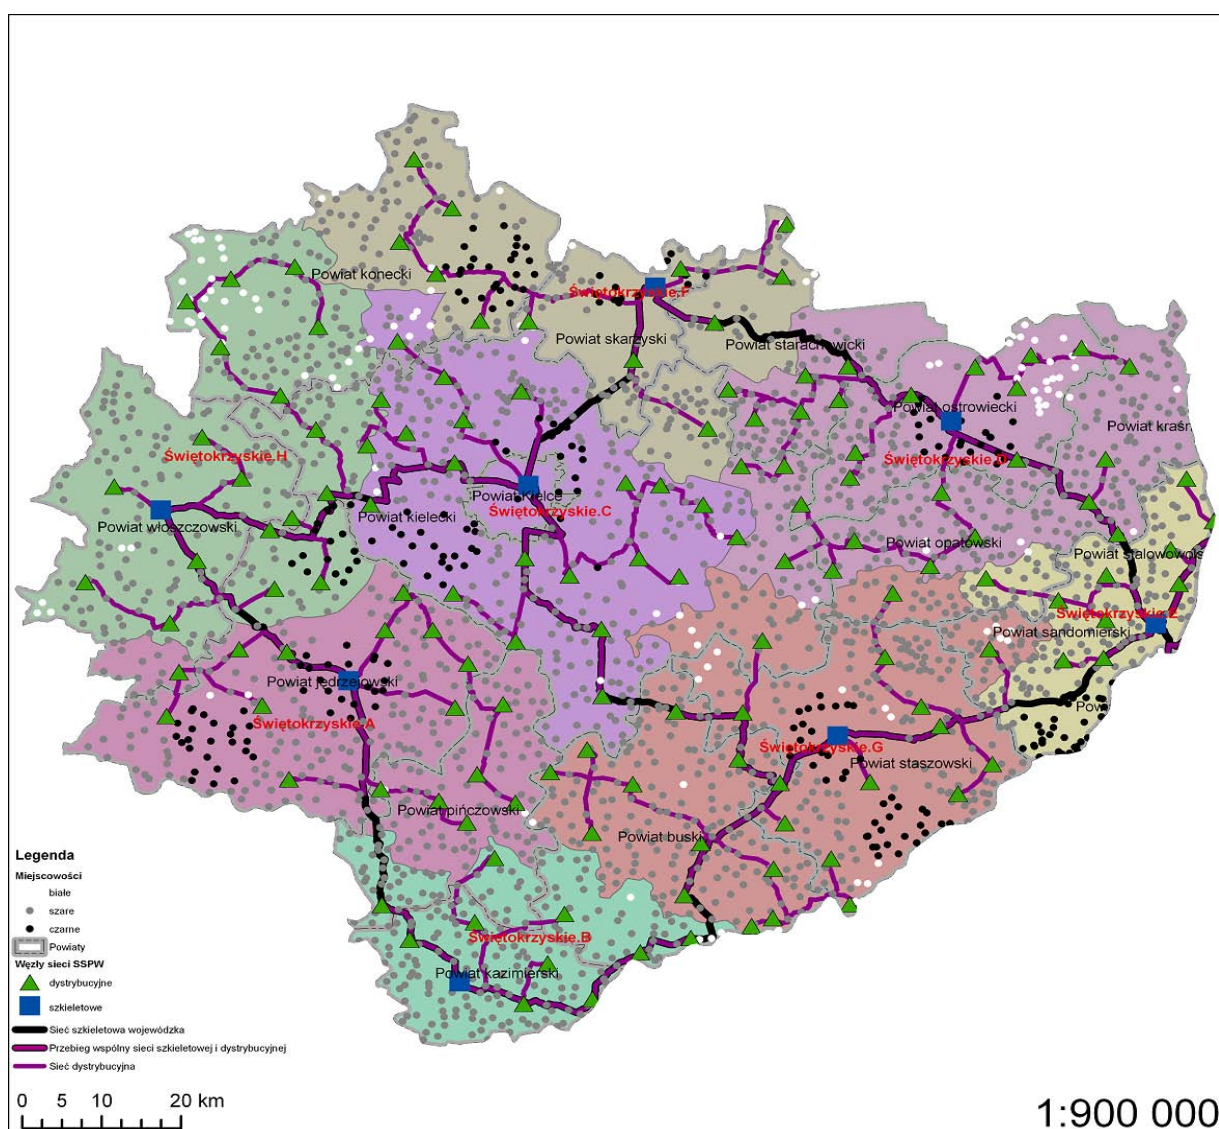 Powiat konecki
Świętokrzyskie.F
Powiat skarżyski
Powiat starachowicki
Powiat ostrowiecki
Powiat kraśn
Świętokrzyskie.H
Świętokrzyskie.D
Powiat Kielce
Świętokrzyskie.C
Powiat kielecki
Powiat włoszczowski
Powiat opatowski
Powiat stalowowols
Świętokrzyskie.E
Powiat sandomierski
Powiat jędrzejowski
Świętokrzyskie.A
Świętokrzyskie.G
Powiat staszowski
Powiat pińczowski
Powiat buski
Świętokrzyskie.B
Powiat kazimierski
Legenda
Miejscowości
białe
szare
czarne
Powiaty
Węzły sieci SSPW
dystrybucyjne
szkieletowe
Sieć szkieletowa wojewódzka
Przebieg wspólny sieci szkieletowej i dystrybucyjnej
Sieć dystrybucyjna
0 5 10 20 km
1:900 000